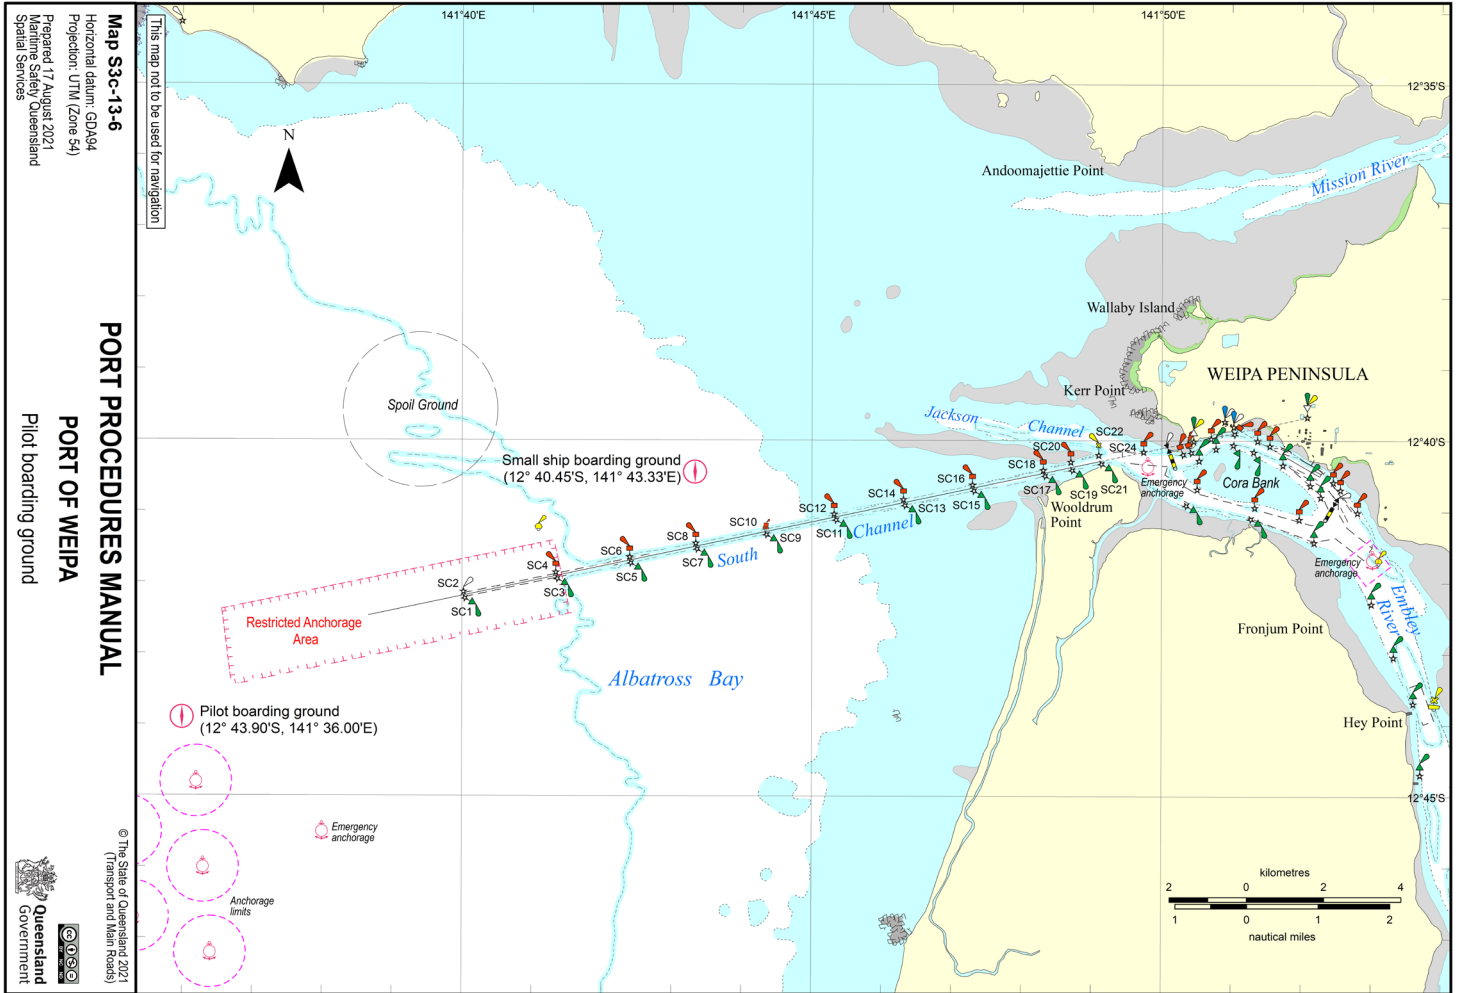 Map S3c-13-6
Horizontal datum: GDA94
Projection: UTM (Zone 54)
Prepared 17 August 2021
Maritime Safety Queensland
Spatial Services
This map not to be used for navigation
PORT PROCEDURES MANUAL
PORT OF WEIPA
Pilot boarding ground
© The State of Queensland 2021
(Transport and Main Roads)
Queensland
Government
141°40'E
141°45'E
141°50'E
12°35'S
N
Andoomajettie Point
Mission River
Wallaby Island
WEIPA PENINSULA
Kerr Point
Spoil Ground
Jackson
Channel
12°40'S
SC22
SC20
SC24
Small ship boarding ground
(12° 40.45'S, 141° 43.33'E)
SC18
SC16
SC14
SC12
SC10
SC8
SC6
SC4
SC2
SC21
SC19
SC17
SC15
SC13
SC11
SC9
SC7
SC5
SC3
SC1
Emergency
anchorage
Cora Bank
Wooldrum
Point
South
Channel
Emergency
anchorage
Embley
River
Restricted Anchorage
Area
Fronjum Point
Albatross Bay
Pilot boarding ground
(12° 43.90'S, 141° 36.00'E)
Hey Point
12°45'S
Emergency
anchorage
Anchorage
limits
kilometres
2 0 2 4
1 0 1 2
nautical miles